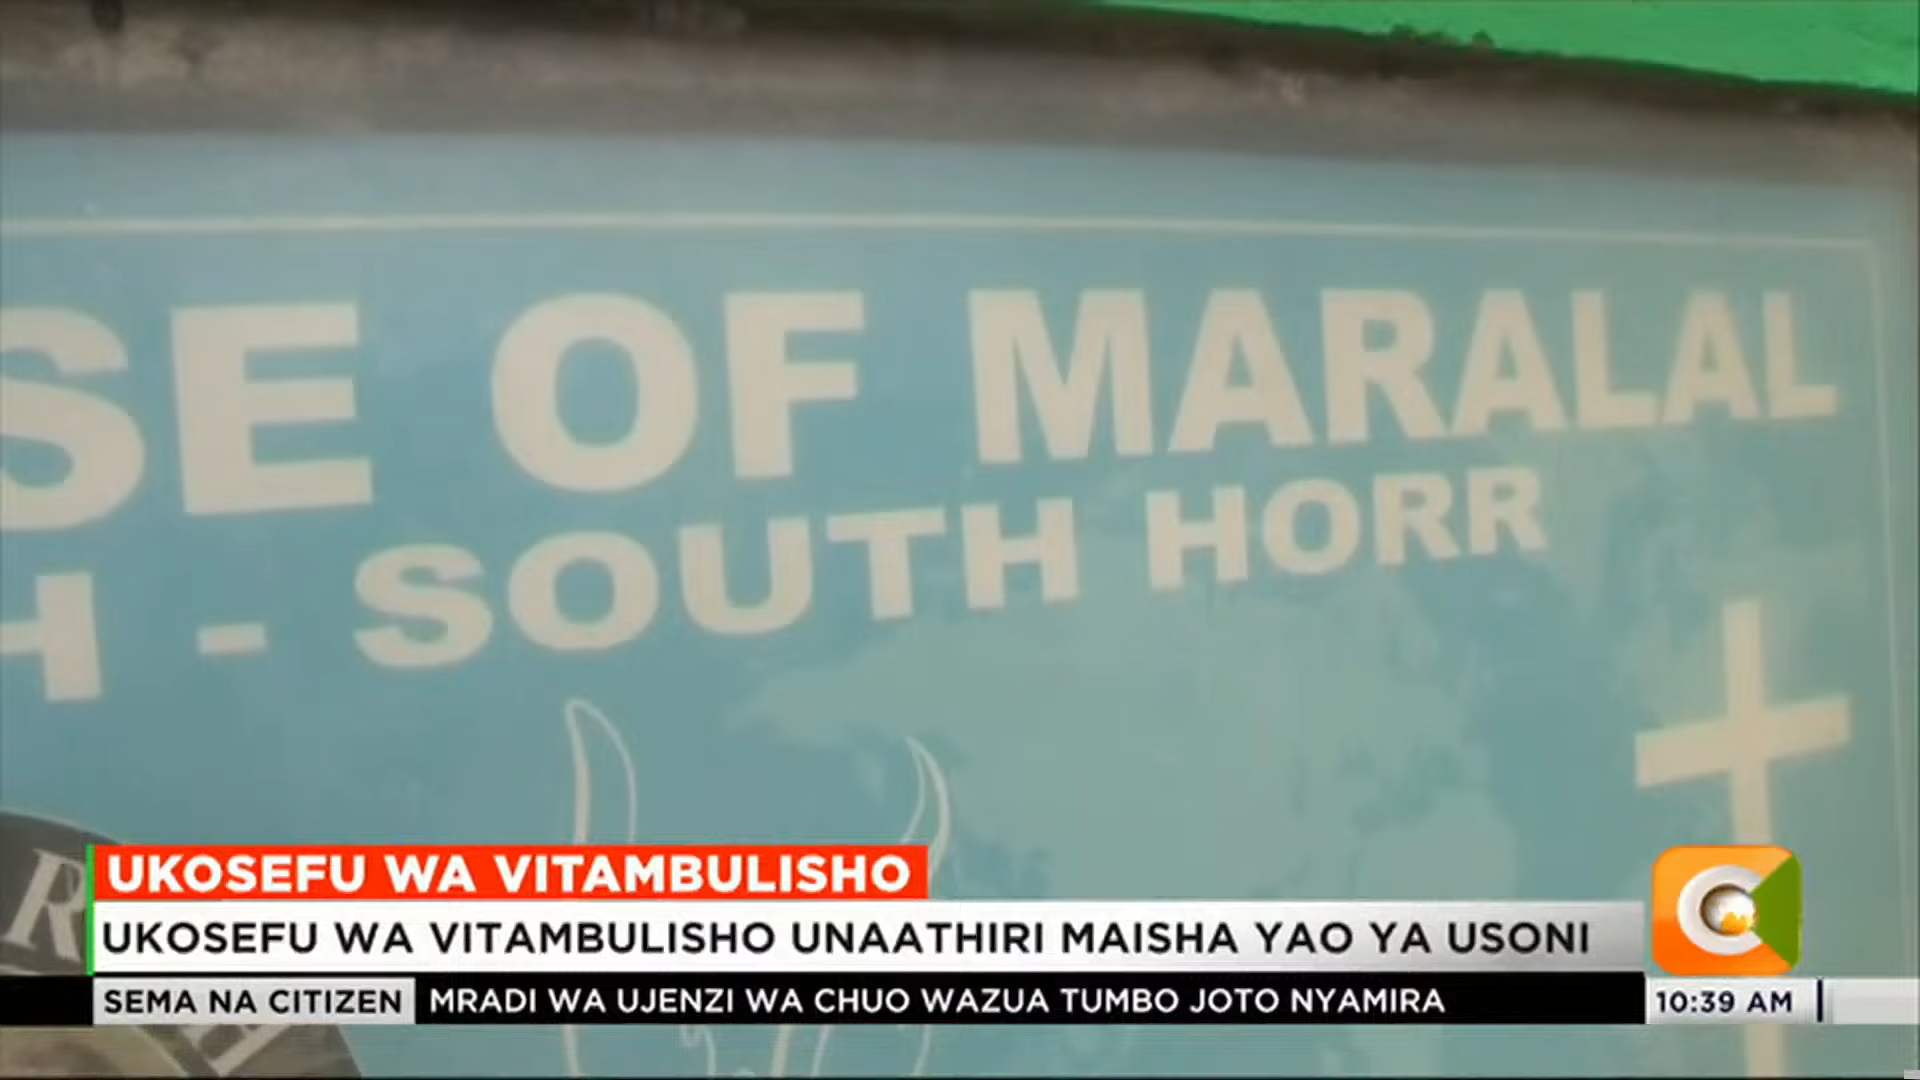 SE OF MARALAL
H - SOUTH HORR
UKOSEFU WA VITAMBULISHO
UKOSEFU WA VITAMBULISHO UNAATHIRI MAISHA YAO YA USONI
SEMA NA CITIZEN MRADI WA UJENZI WA CHUO WAZUA TUMBO JOTO NYAMIRA
10:39 AM